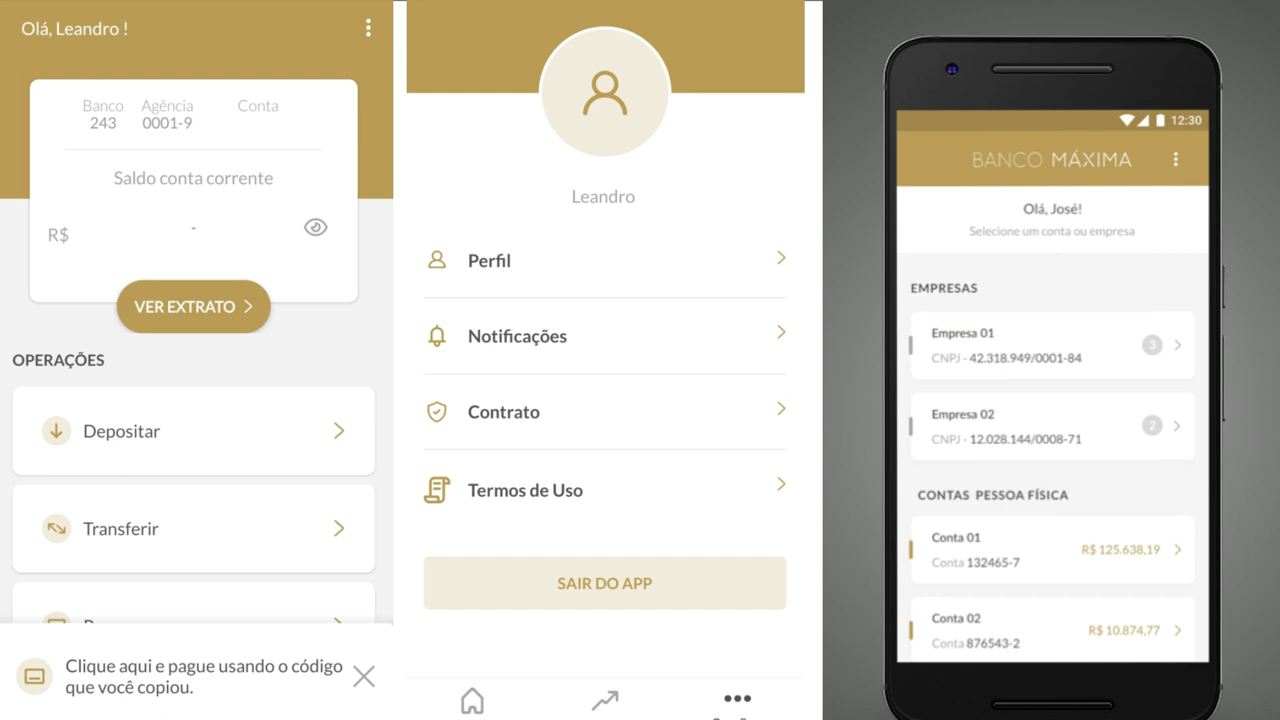 Olá, Leandro !
Banco Agência Conta
243 0001-9
Saldo conta corrente
R$ -
VER EXTRATO
OPERAÇÕES
Depositar
Transferir
Clique aqui e pague usando o código
que você copiou.
Leandro
Perfil
Notificações
Contrato
Termos de Uso
SAIR DO APP
12:30
BANCO MÁXIMA
Olá, José!
Selecione um conta ou empresa
EMPRESAS
Empresa 01
CNPJ - 42.318.949/0001-84
3
Empresa 02
CNPJ - 12.028.144/0008-71
2
CONTAS PESSOA FÍSICA
Conta 01
R$ 125.638,19
Conta 132465-7
Conta 02
R$ 10.874,77
Conta 876543-2